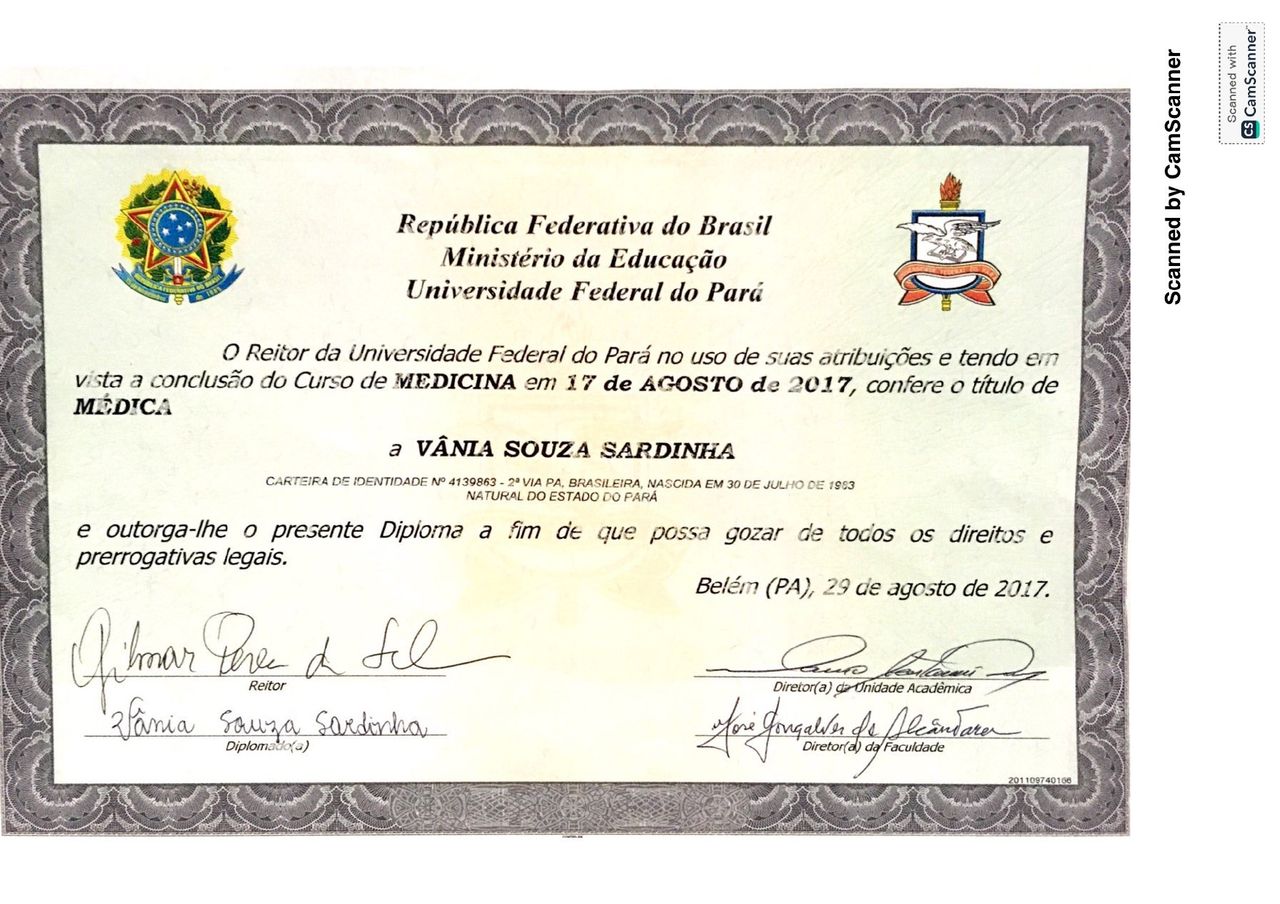 República Federativa do Brasil
Ministério da Educação
Universidade Federal do Pará
O Reitor da Universidade Federal do Pará no uso de suas atribuições e tendo em
vista a conclusão do Curso de MEDICINA em 17 de AGOSTO de 2017, confere o título de
MÉDICA
a VÂNIA SOUZA SARDINHA
CARTEIRA DE IDENTIDADE Nº 4139863 - 2ª VIA PA, BRASILEIRA, NASCIDA EM 30 DE JULHO DE 1983
NATURAL DO ESTADO DO PARÁ
e outorga-lhe o presente Diploma a fim de que possa gozar de todos os direitos e
prerrogativas legais.
Belém (PA), 29 de agosto de 2017.
Reitor
Diretor(a) da Unidade Acadêmica
Vânia Souza Sardinha
José Gonçalves de Alcântara
Diplomado(a)
Diretor(a) da Faculdade
201109740166
Scanned by CamScanner
Scanned with
CS CamScanner